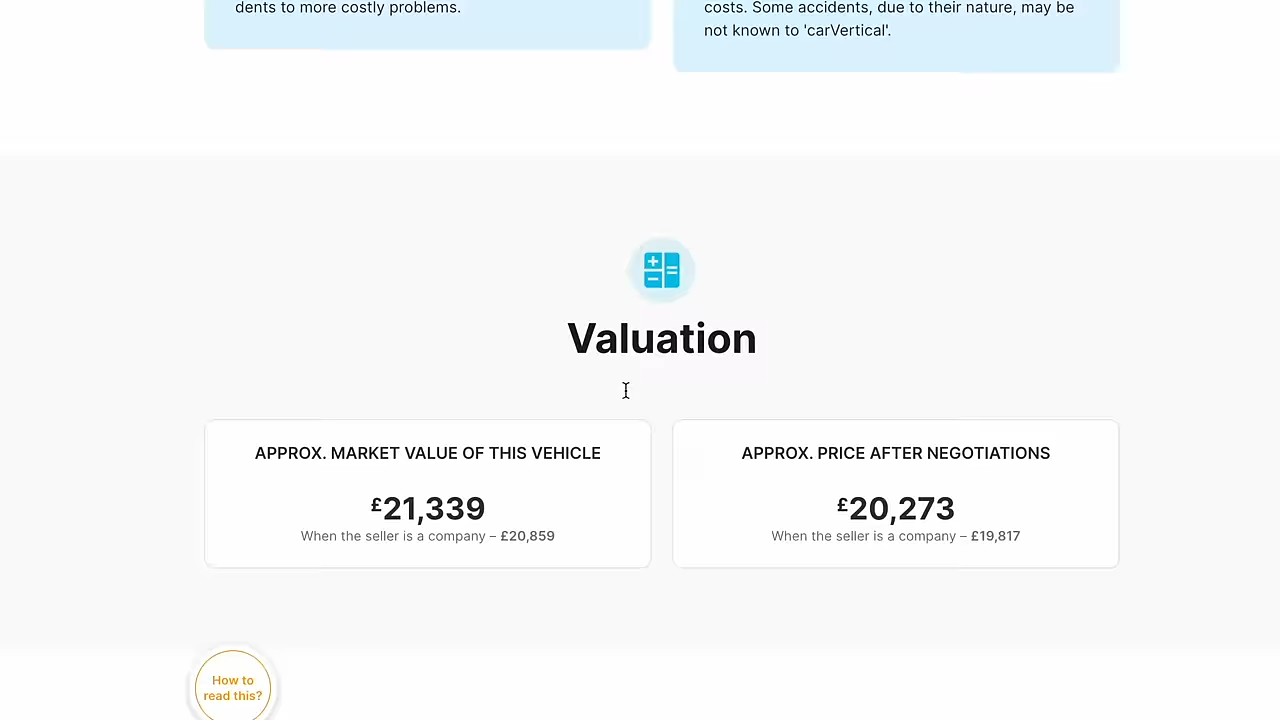 dents to more costly problems.
costs. Some accidents, due to their nature, may be
not known to 'carVertical'.
Valuation
APPROX. MARKET VALUE OF THIS VEHICLE
£21,339
When the seller is a company – £20,859
APPROX. PRICE AFTER NEGOTIATIONS
£20,273
When the seller is a company – £19,817
How to
read this?